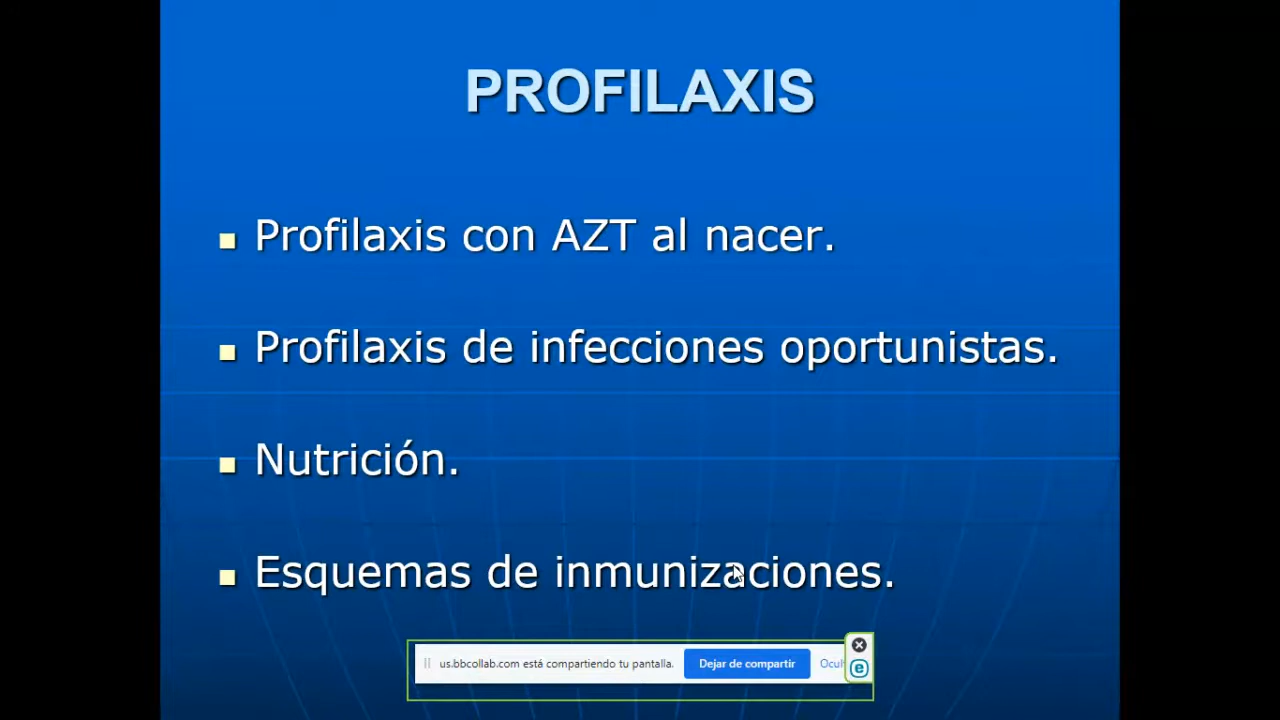 PROFILAXIS
Profilaxis con AZT al nacer.
Profilaxis de infecciones oportunistas.
Nutrición.
Esquemas de inmunizaciones.
us.bbcollab.com está compartiendo tu pantalla. Dejar de compartir